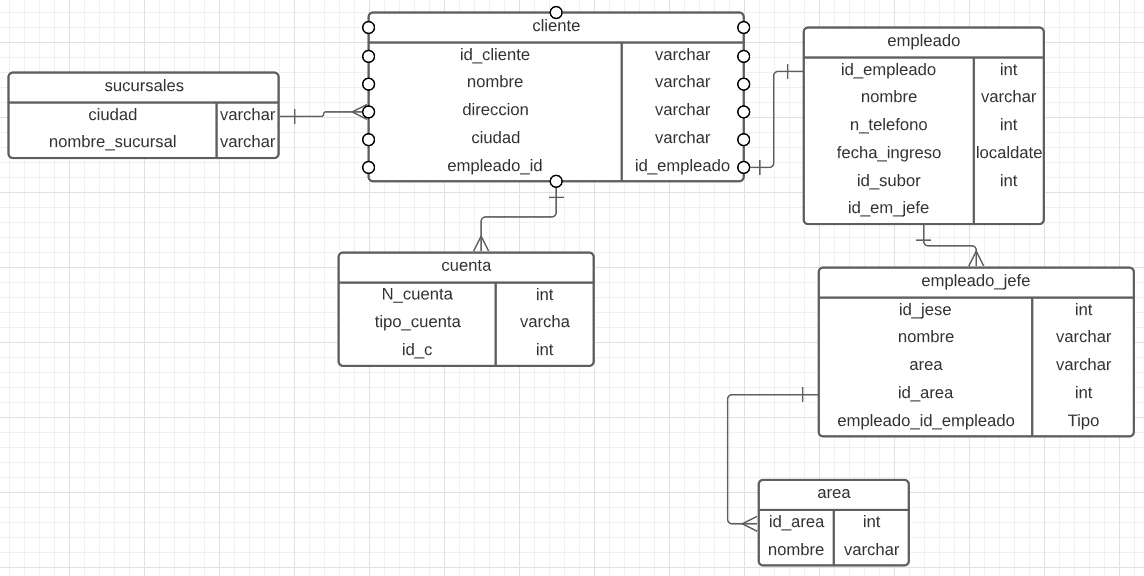 sucursales
ciudad varchar
nombre_sucursal varchar
cliente
id_cliente varchar
nombre varchar
direccion varchar
ciudad varchar
empleado_id id_empleado
empleado
id_empleado int
nombre varchar
n_telefono int
fecha_ingreso localdate
id_subor int
id_em_jefe
cuenta
N_cuenta int
tipo_cuenta varcha
id_c int
empleado_jefe
id_jese int
nombre varchar
area varchar
id_area int
empleado_id_empleado Tipo
area
id_area int
nombre varchar